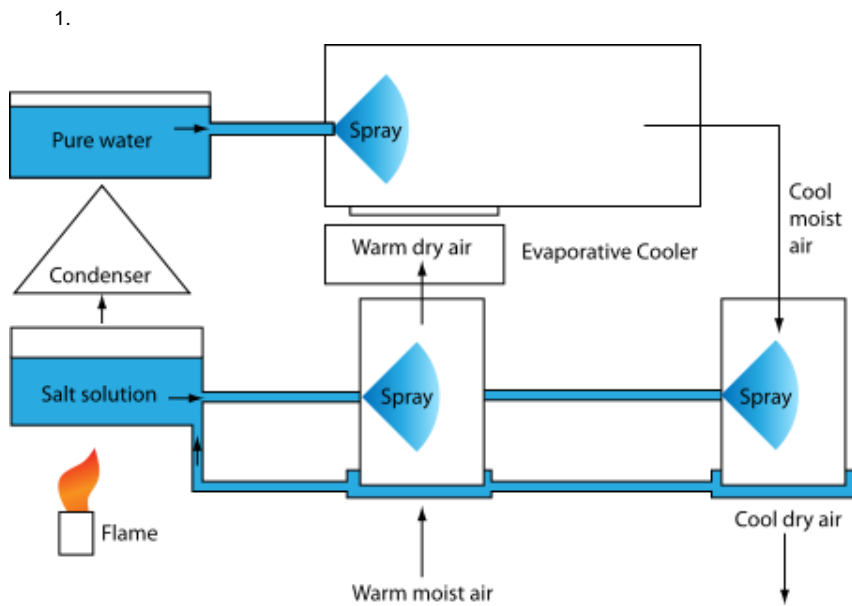 1.
Pure water
Spray
Cool
moist
air
Condenser
Warm dry air
Evaporative Cooler
Salt solution
Spray
Spray
Flame
Cool dry air
Warm moist air